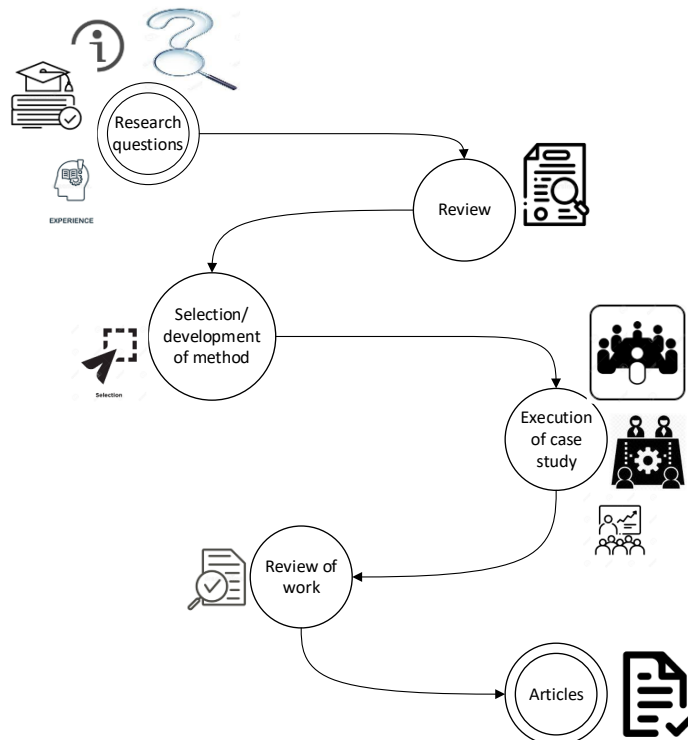 Research
questions
EXPERIENCE
Review
Selection/
development
of method
Selection
Execution
of case
study
Review of
work
Articles